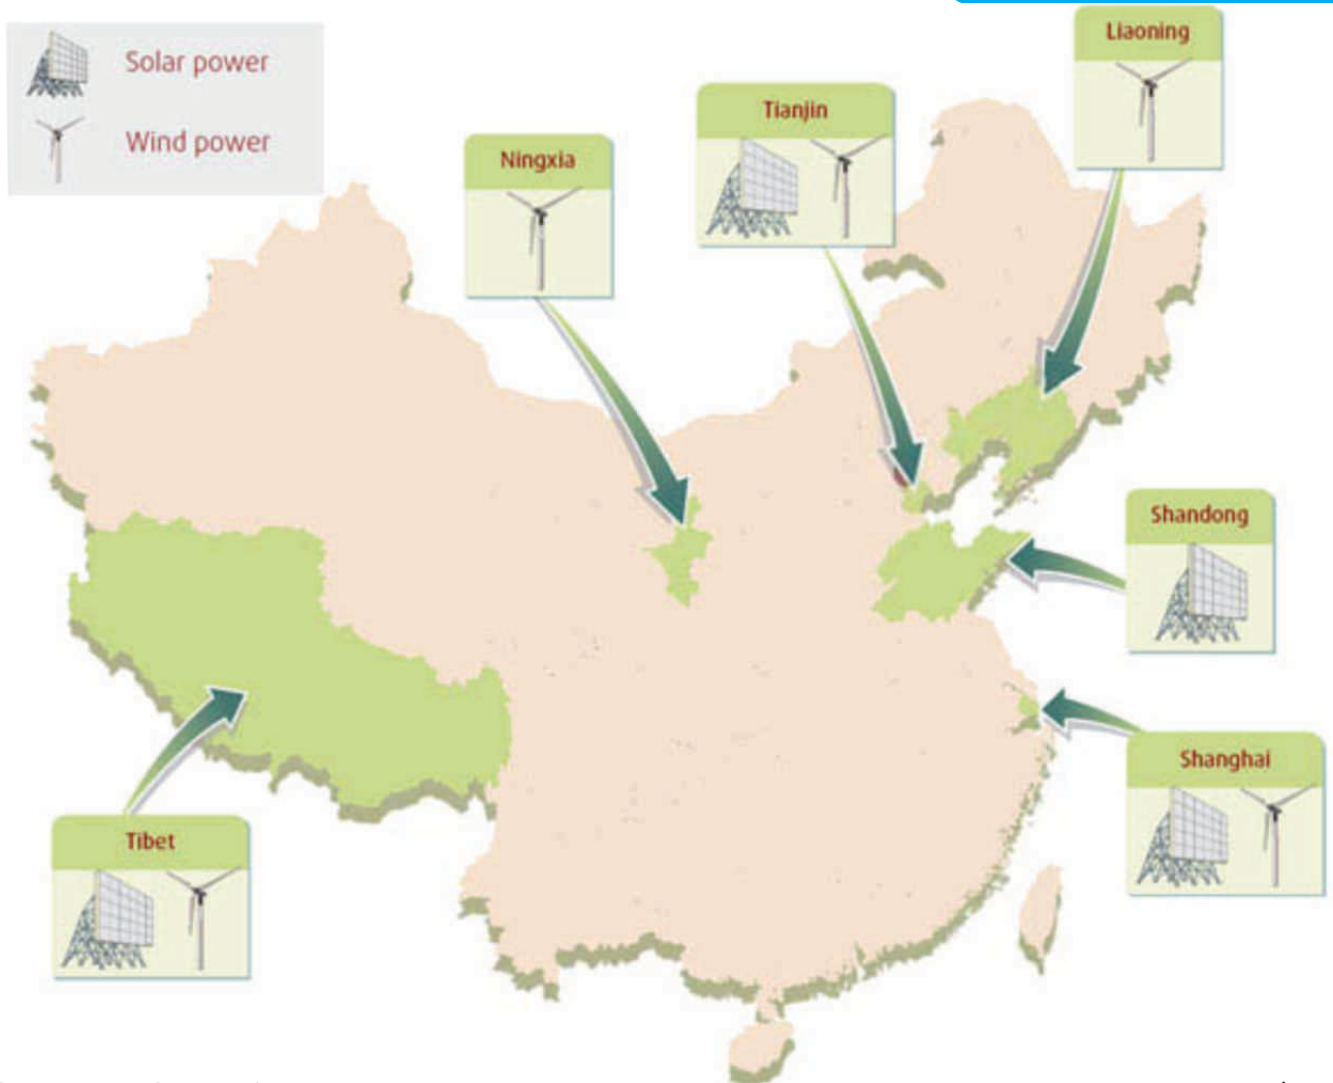 Solar power
Wind power
Liaoning
Tianjin
Ningxia
Shandong
Shanghai
Tibet